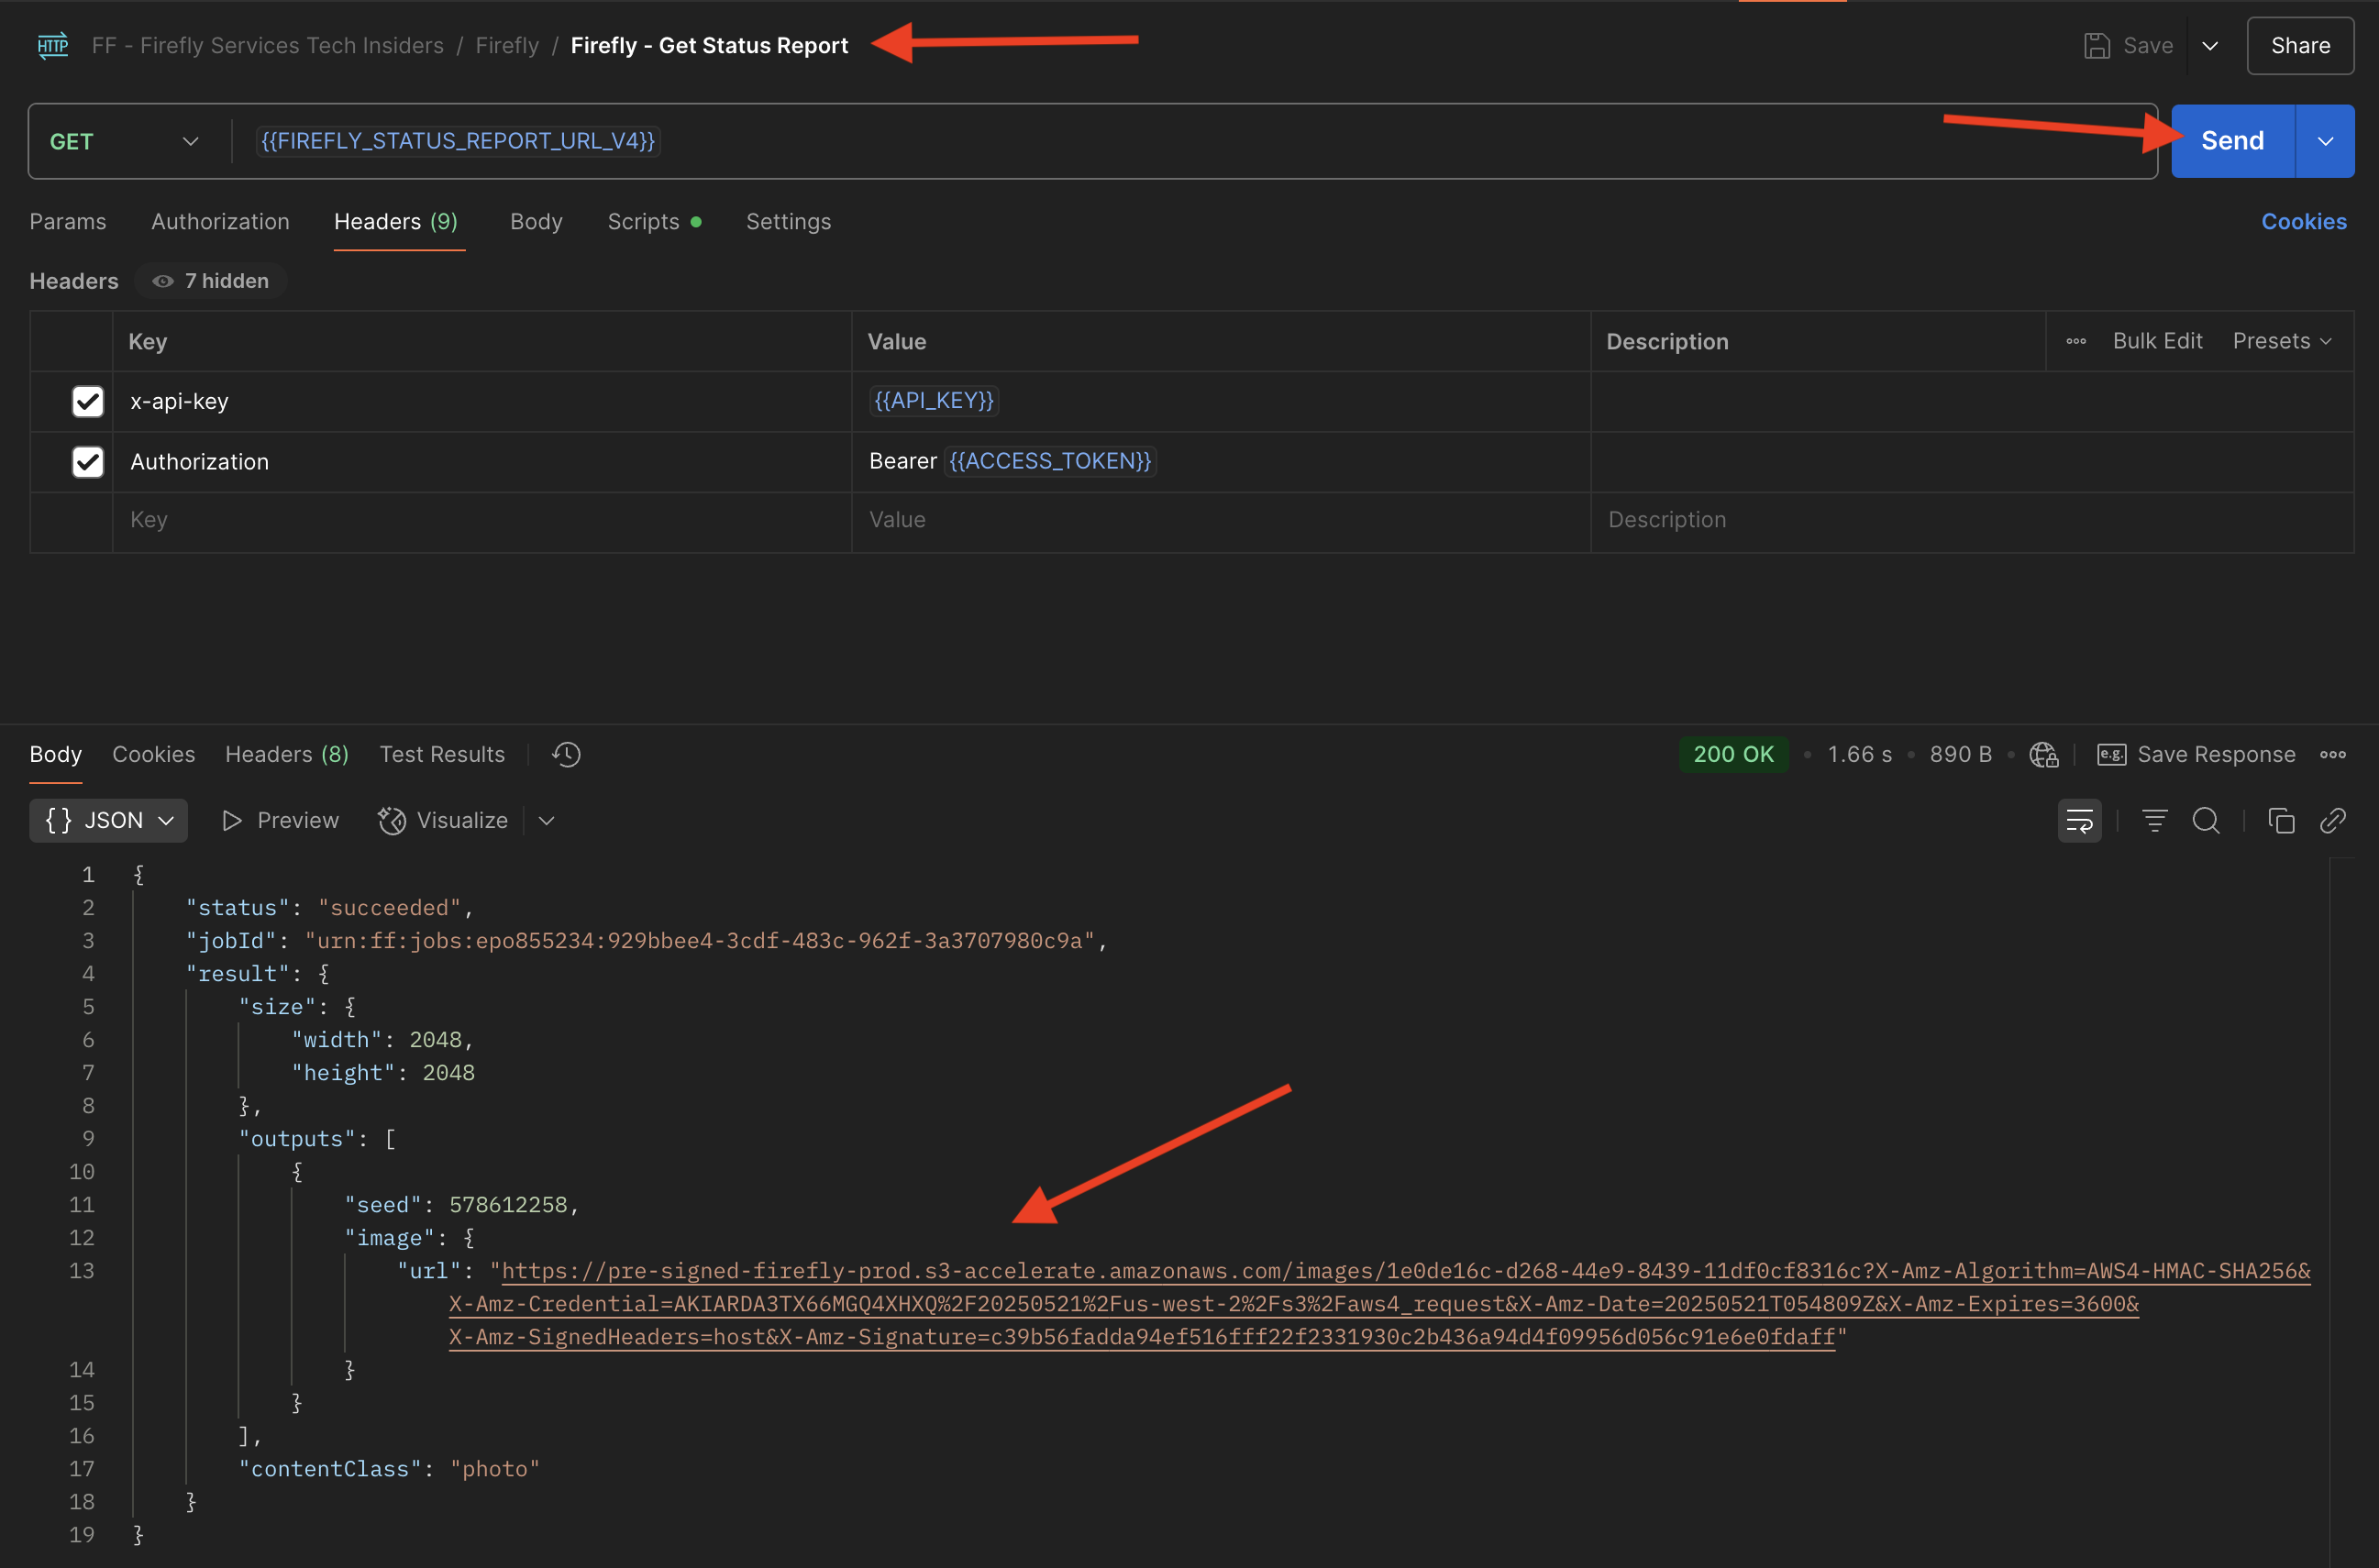 HTTP FF - Firefly Services Tech Insiders / Firefly / Firefly - Get Status Report Save Share
GET {{FIREFLY_STATUS_REPORT_URL_V4}} Send
Params Authorization Headers (9) Body Scripts Settings Cookies
Headers 7 hidden
Key Value Description Bulk Edit Presets
x-api-key {{API_KEY}}
Authorization Bearer {{ACCESS_TOKEN}}
Key Value Description
Body Cookies Headers (8) Test Results 200 OK • 1.66 s • 890 B • e.g. Save Response
{} JSON Preview Visualize
1 {
2 "status": "succeeded",
3 "jobId": "urn:ff:jobs:epo855234:929bbee4-3cdf-483c-962f-3a3707980c9a",
4 "result": {
5 "size": {
6 "width": 2048,
7 "height": 2048
8 },
9 "outputs": [
10 {
11 "seed": 578612258,
12 "image": {
13 "url": "https://pre-signed-firefly-prod.s3-accelerate.amazonaws.com/images/1e0de16c-d268-44e9-8439-11df0cf8316c?X-Amz-Algorithm=AWS4-HMAC-SHA256&
X-Amz-Credential=AKIARDA3TX66MGQ4XHXQ%2F20250521%2Fus-west-2%2Fs3%2Faws4_request&X-Amz-Date=20250521T054809Z&X-Amz-Expires=3600&
X-Amz-SignedHeaders=host&X-Amz-Signature=c39b56fadda94ef516fff22f2331930c2b436a94d4f09956d056c91e6e0fdaff"
14 }
15 }
16 ],
17 "contentClass": "photo"
18 }
19 }